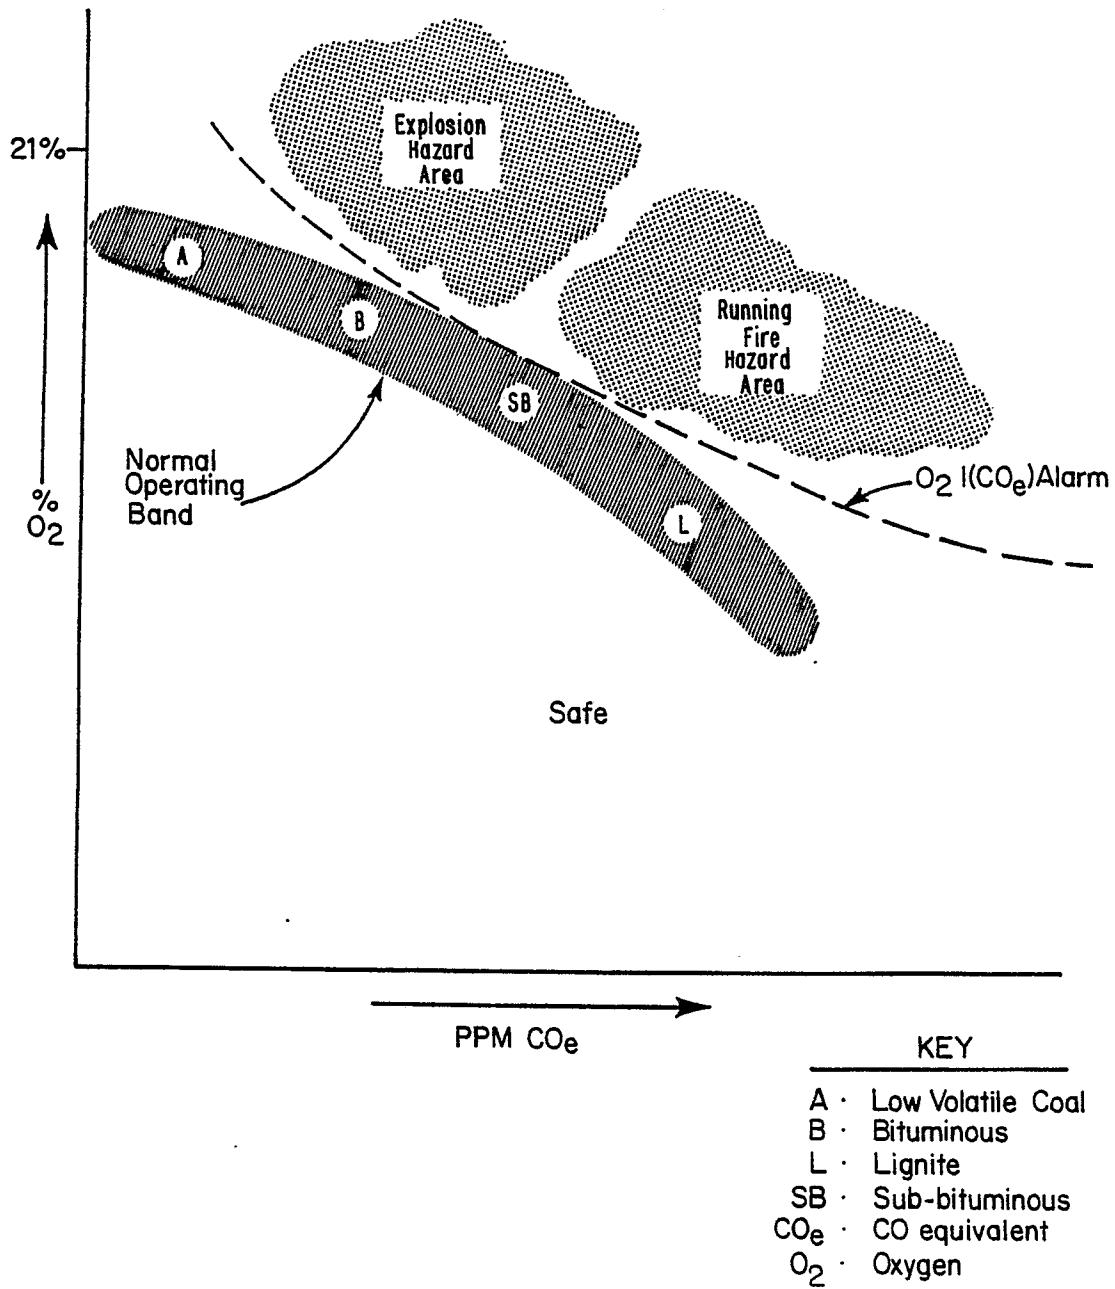 Explosion
Hazard
Area
21%
A
Running
Fire
Hazard
Area
B
SB
Normal
Operating
Band
O2 I(COe) Alarm
%
O2
L
Safe
PPM COe
KEY
A · Low Volatile Coal
B · Bituminous
L · Lignite
SB · Sub-bituminous
COe · CO equivalent
O2 · Oxygen